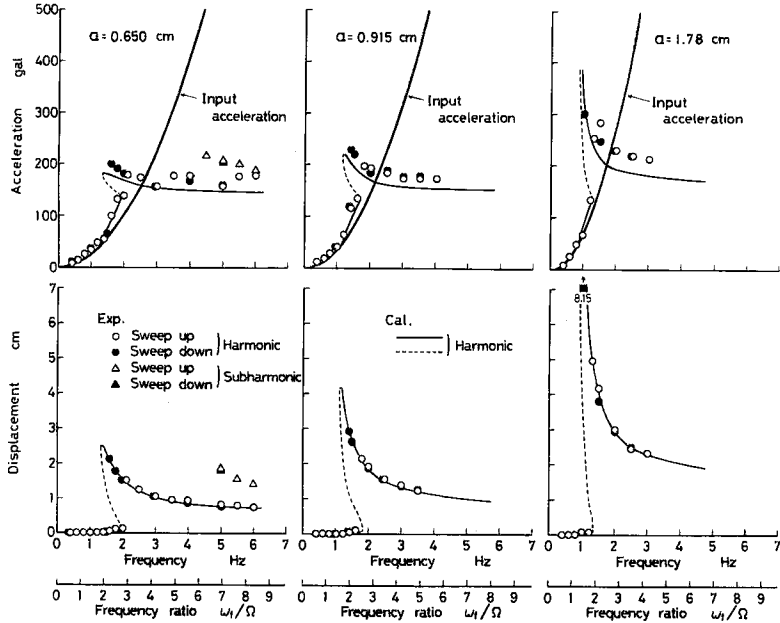 a = 0.650 cm
a = 0.915 cm
a = 1.78 cm
500
400
300
200
100
0
Acceleration gal
Input
acceleration
Input
acceleration
Input
acceleration
7
6
5
4
3
2
1
0
Displacement cm
Exp.
Sweep up
Sweep down
Harmonic
Sweep up
Sweep down
Subharmonic
Cal.
Harmonic
8.15
0 1 2 3 4 5 6 7
Frequency Hz
0 1 2 3 4 5 6 7
Frequency Hz
0 1 2 3 4 5 6 7
Frequency Hz
0 1 2 3 4 5 6 7 8 9
Frequency ratio ω₁/Ω
0 1 2 3 4 5 6 7 8 9
Frequency ratio ω₁/Ω
0 1 2 3 4 5 6 7 8 9
Frequency ratio ω₁/Ω